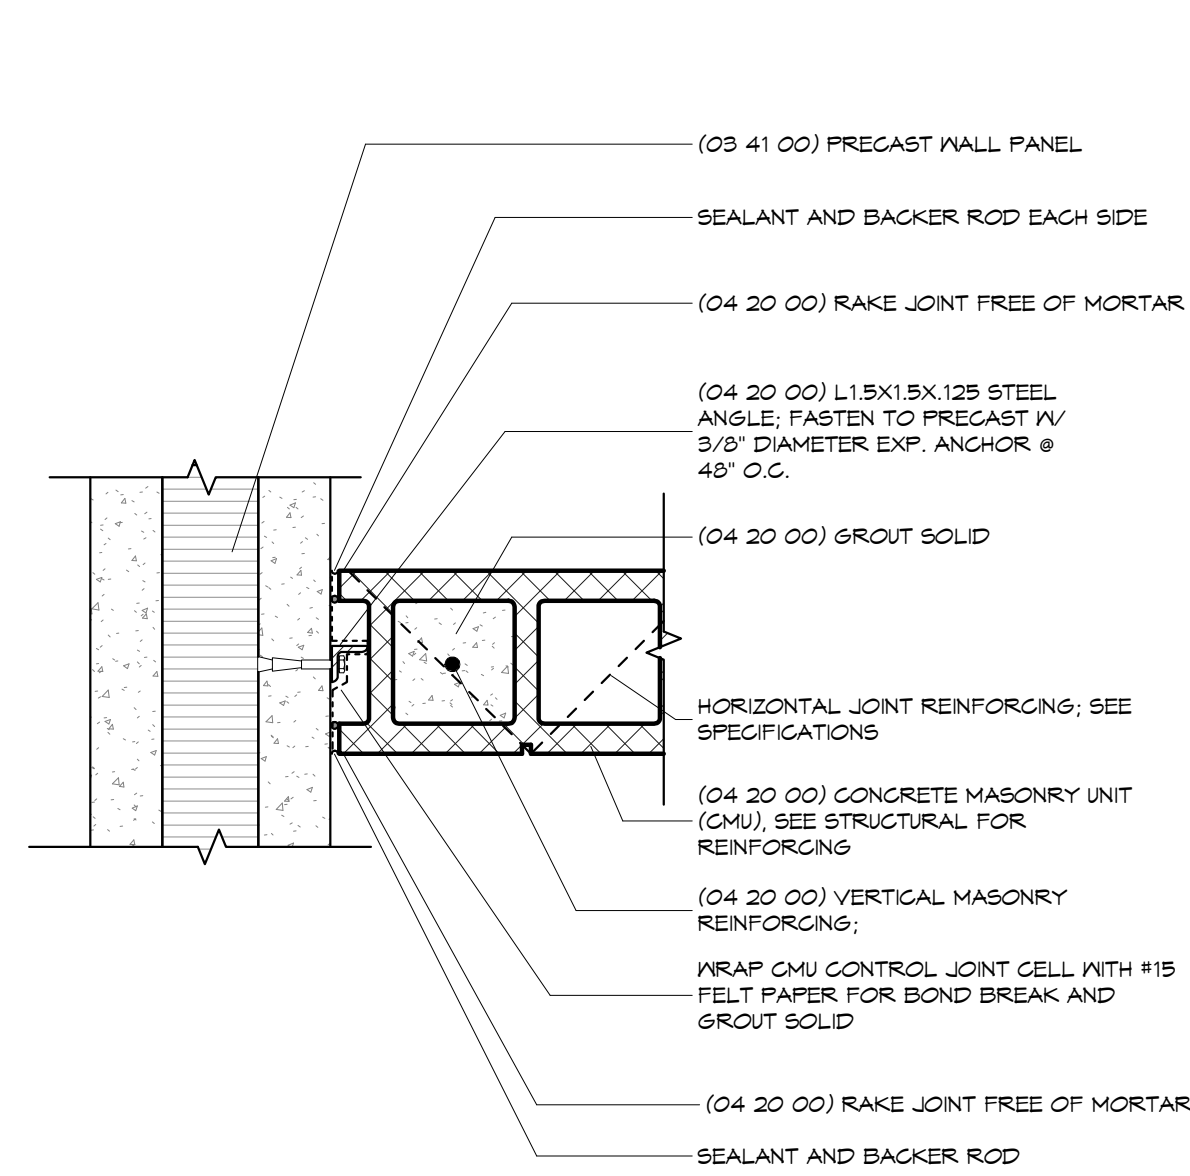 (03 41 00) PRECAST WALL PANEL
SEALANT AND BACKER ROD EACH SIDE
(04 20 00) RAKE JOINT FREE OF MORTAR
(04 20 00) L1.5X1.5X.125 STEEL
ANGLE; FASTEN TO PRECAST W/
3/8" DIAMETER EXP. ANCHOR @
48" O.C.
(04 20 00) GROUT SOLID
HORIZONTAL JOINT REINFORCING; SEE
SPECIFICATIONS
(04 20 00) CONCRETE MASONRY UNIT
(CMU), SEE STRUCTURAL FOR
REINFORCING
(04 20 00) VERTICAL MASONRY
REINFORCING;
WRAP CMU CONTROL JOINT CELL WITH #15
FELT PAPER FOR BOND BREAK AND
GROUT SOLID
(04 20 00) RAKE JOINT FREE OF MORTAR
SEALANT AND BACKER ROD